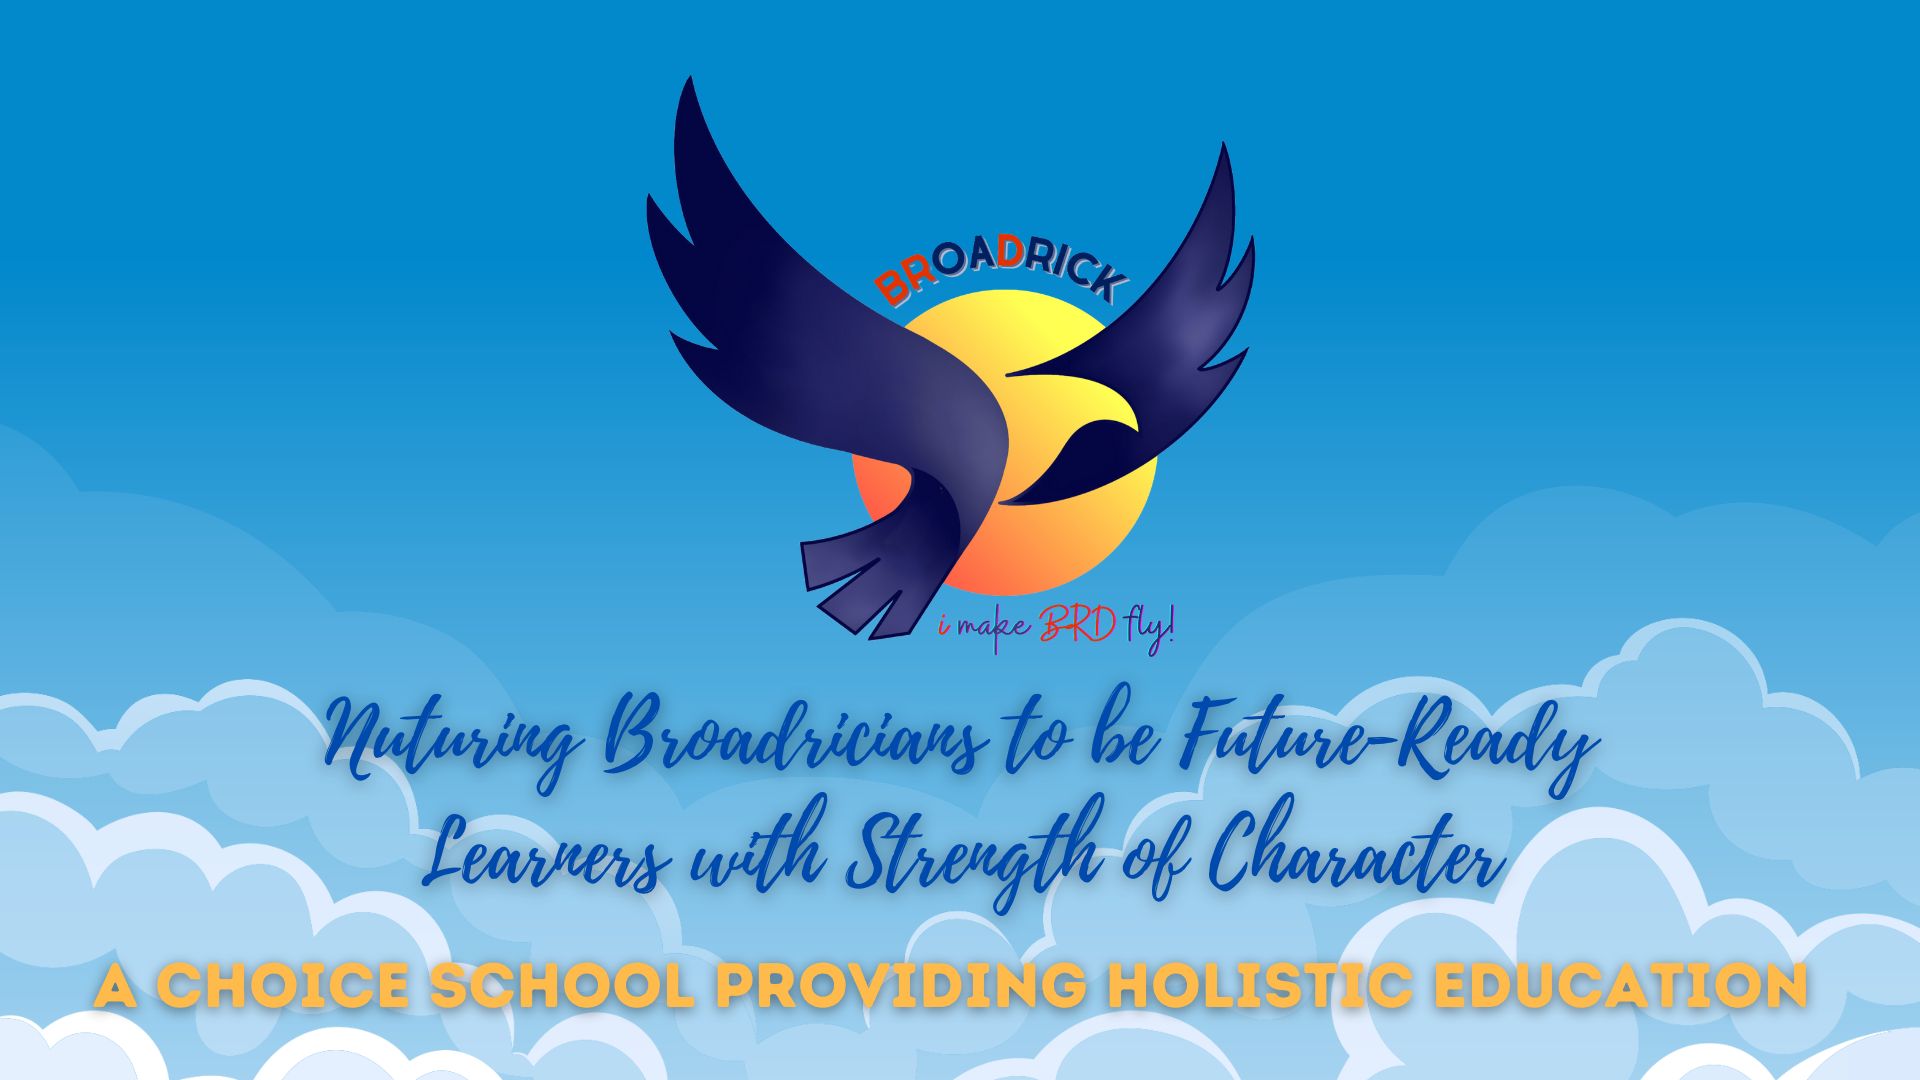 BROADRICK
i make BRD fly!
Nuturing Broadricians to be Future-Ready
Learners with Strength of Character
A CHOICE SCHOOL PROVIDING HOLISTIC EDUCATION